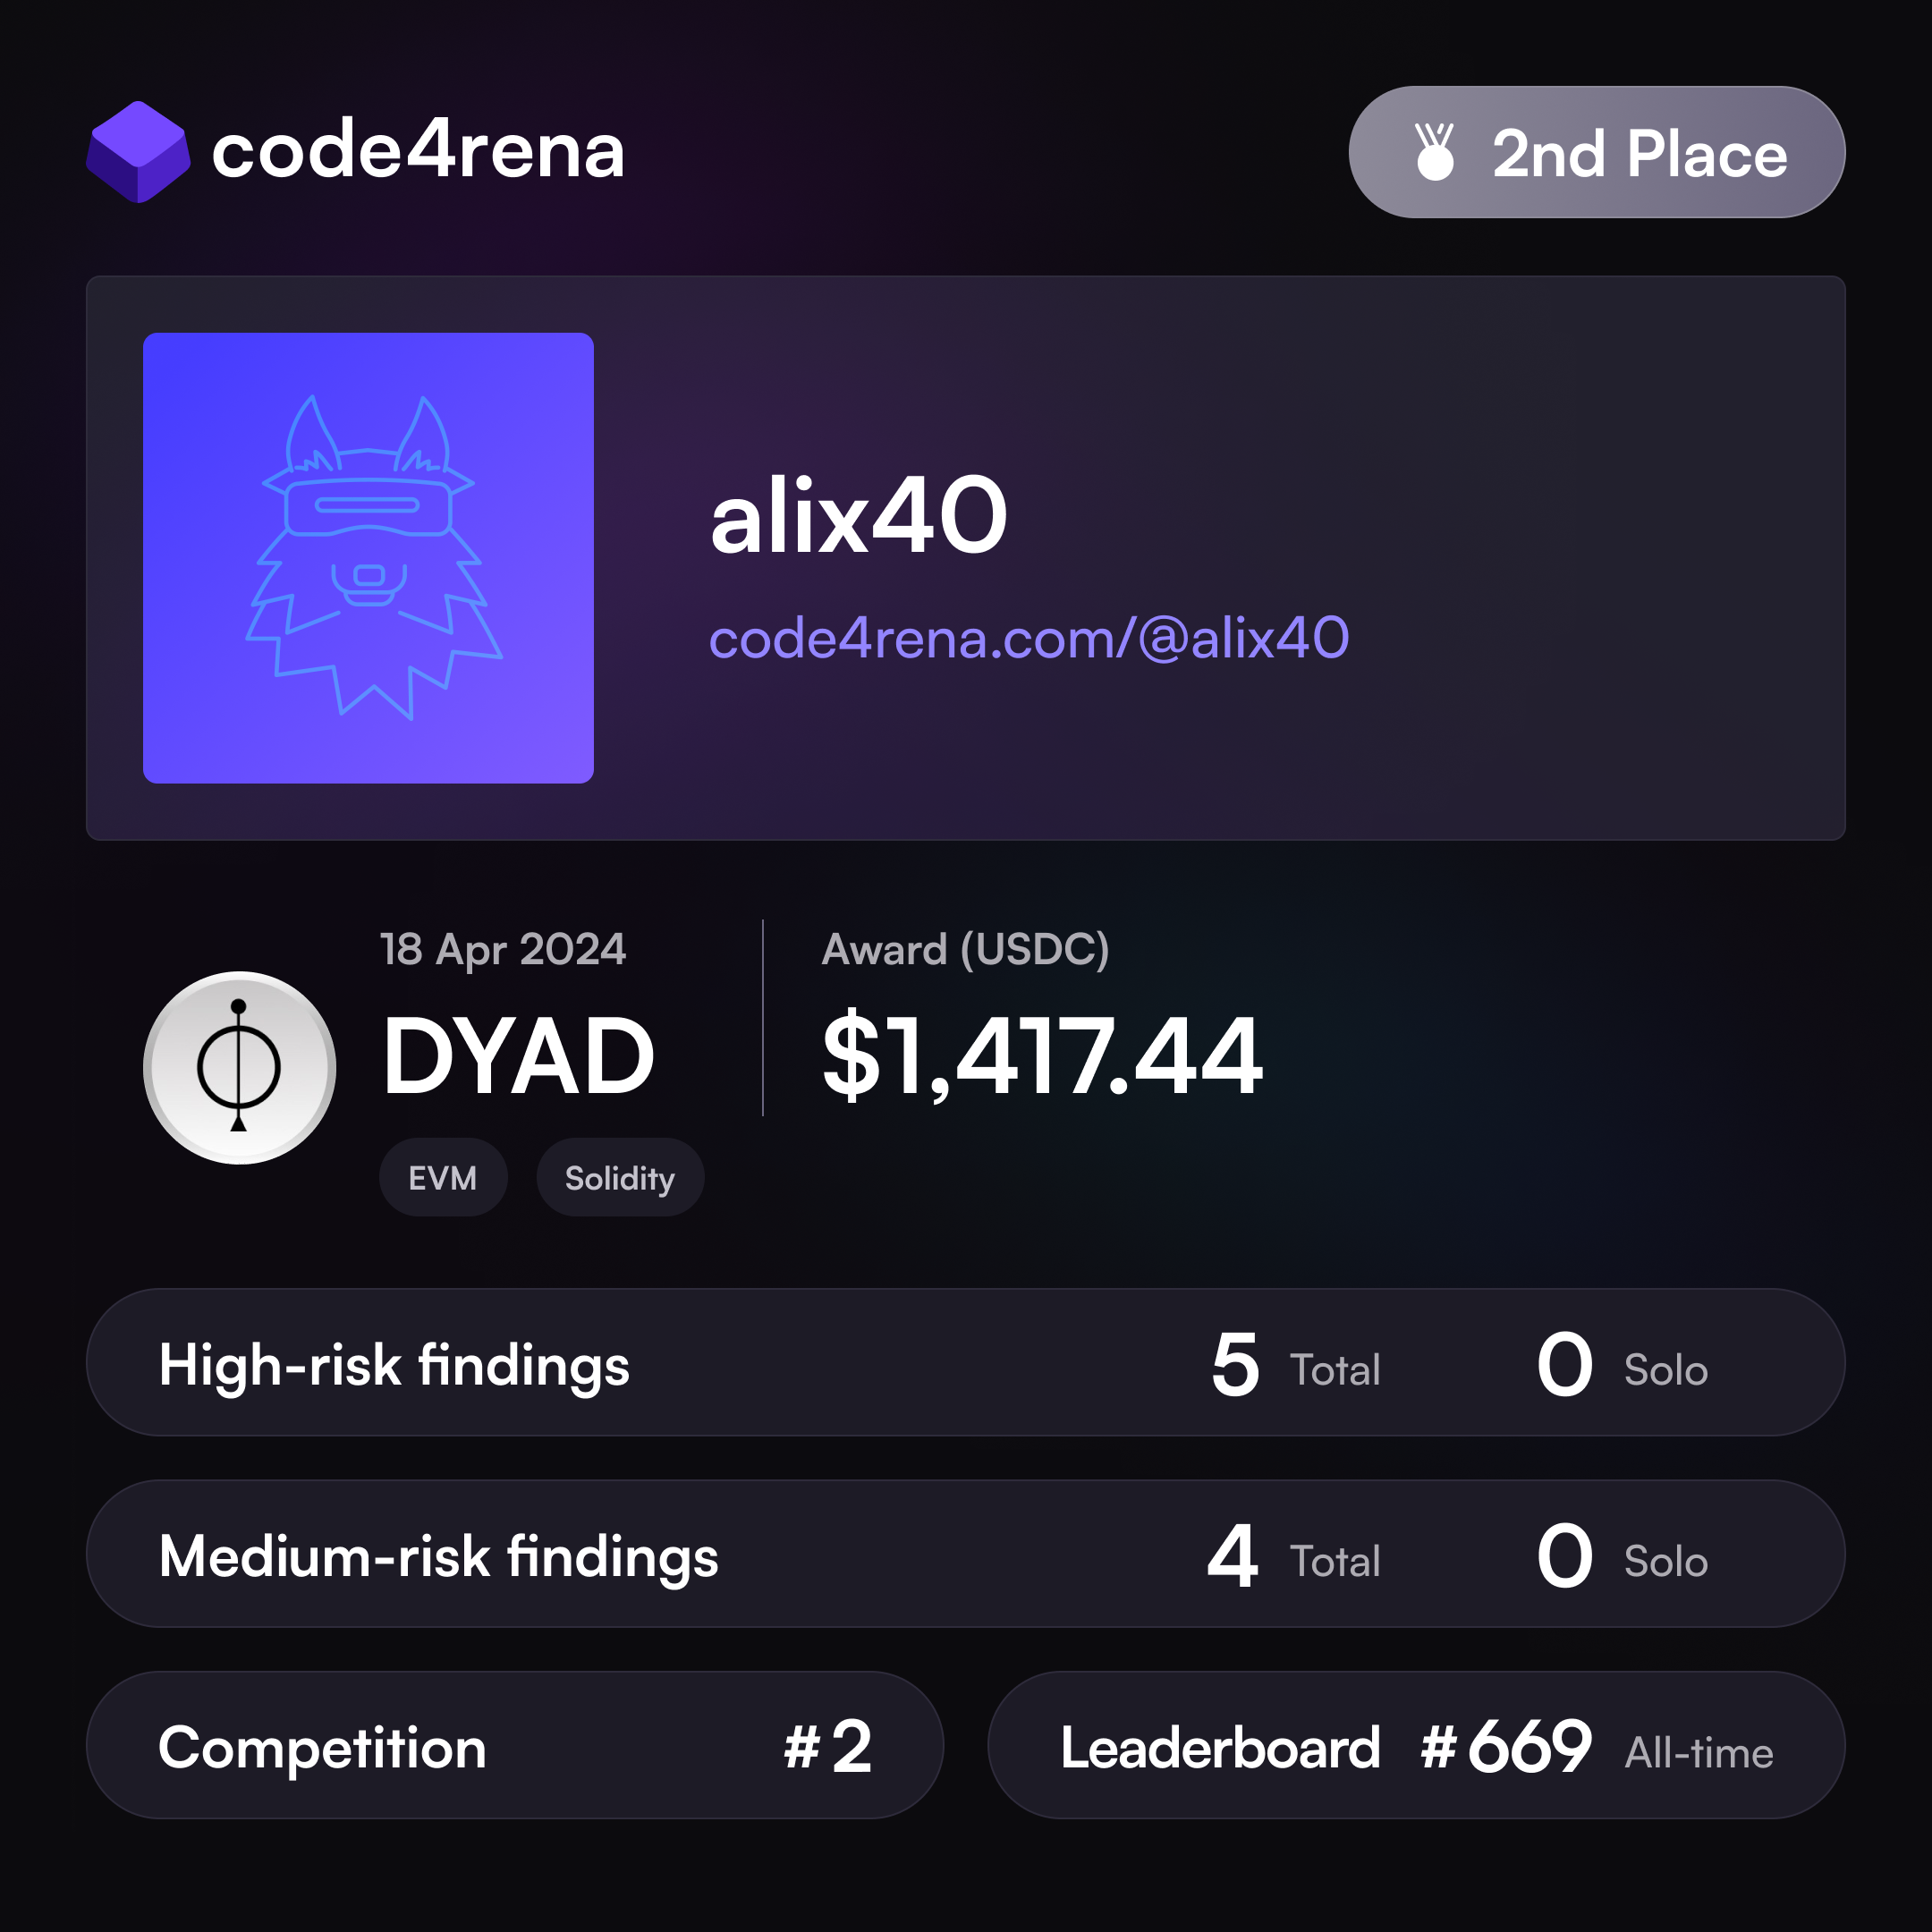 code4rena
2nd Place
alix40
code4rena.com/@alix40
18 Apr 2024
DYAD
EVM Solidity
Award (USDC)
$1,417.44
High-risk findings 5 Total 0 Solo
Medium-risk findings 4 Total 0 Solo
Competition #2
Leaderboard #669 All-time